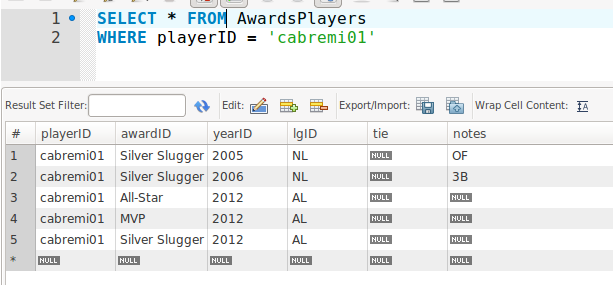 1 SELECT * FROM AwardsPlayers
2 WHERE playerID = 'cabremi01'
Result Set Filter: Edit: Export/Import: Wrap Cell Content: IA
# playerID awardID yearID lgID tie notes
1 cabremi01 Silver Slugger 2005 NL NULL OF
2 cabremi01 Silver Slugger 2006 NL NULL 3B
3 cabremi01 All-Star 2012 AL NULL NULL
4 cabremi01 MVP 2012 AL NULL NULL
5 cabremi01 Silver Slugger 2012 AL NULL NULL
* NULL NULL NULL NULL NULL NULL